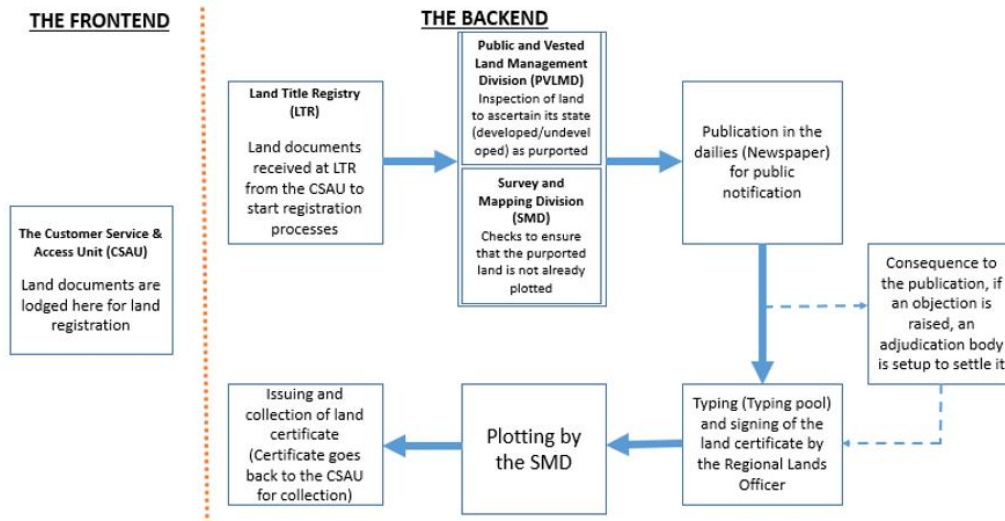 THE FRONTEND
THE BACKEND
The Customer Service &
Access Unit (CSAU)
Land documents are
lodged here for land
registration
Land Title Registry
(LTR)
Land documents
received at LTR
from the CSAU to
start registration
processes
Public and Vested
Land Management
Division (PVLMD)
Inspection of land
to ascertain its state
(developed/undevel
oped) as purported
Survey and
Mapping Division
(SMD)
Checks to ensure
that the purported
land is not already
plotted
Publication in the
dailies (Newspaper)
for public
notification
Consequence to
the publication, if
an objection is
raised, an
adjudication body
is setup to settle it
Typing (Typing pool)
and signing of the
land certificate by
the Regional Lands
Officer
Plotting by
the SMD
Issuing and
collection of land
certificate
(Certificate goes
back to the CSAU
for collection)